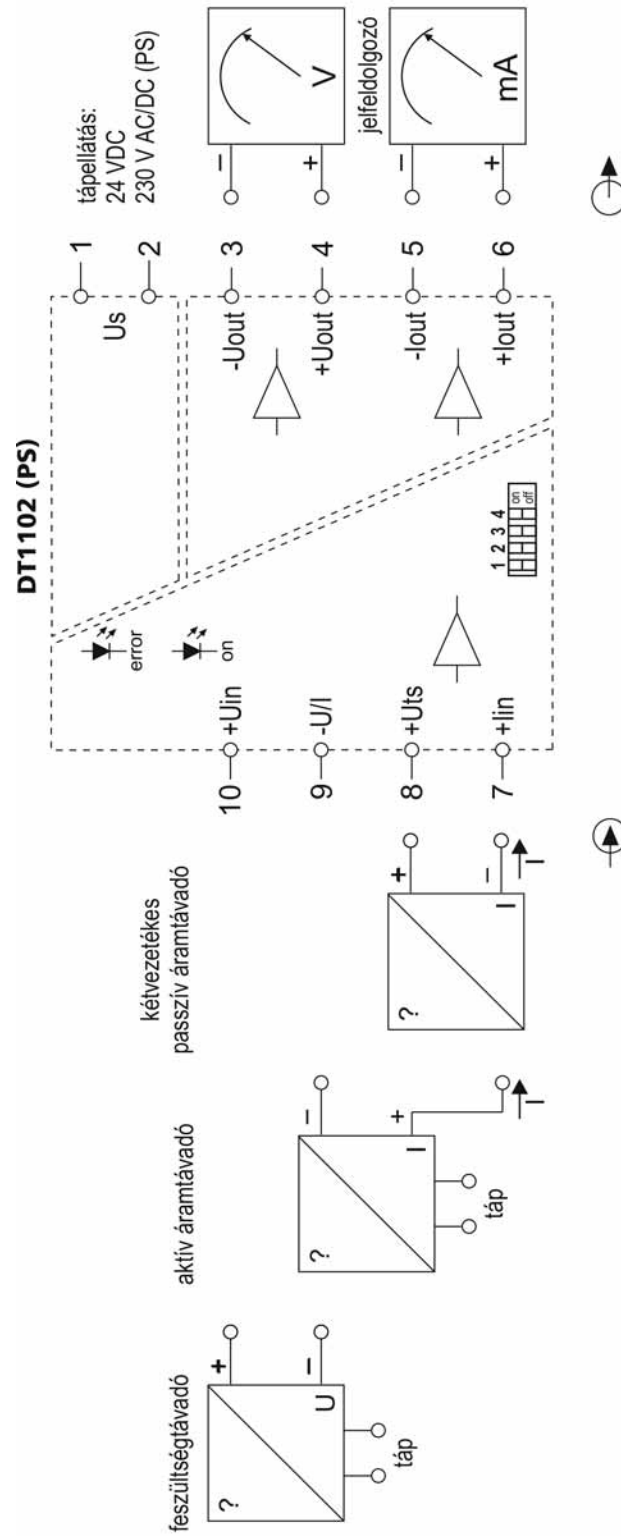 DT1102 (PS)
feszültségtávadó
?
U
+
–
táp
aktív áramtávadó
?
I
–
+
I
táp
kétvezetékes
passzív áramtávadó
?
I
+
–
I
10
+Uin
9
-U/I
8
+Uts
7
+Iin
error
on
1 2 3 4
on
off
Us
1
2
-Uout
3
+Uout
4
-Iout
5
+Iout
6
tápellátás:
24 VDC
230 V AC/DC (PS)
–
+
V
jelfeldolgozó
–
+
mA